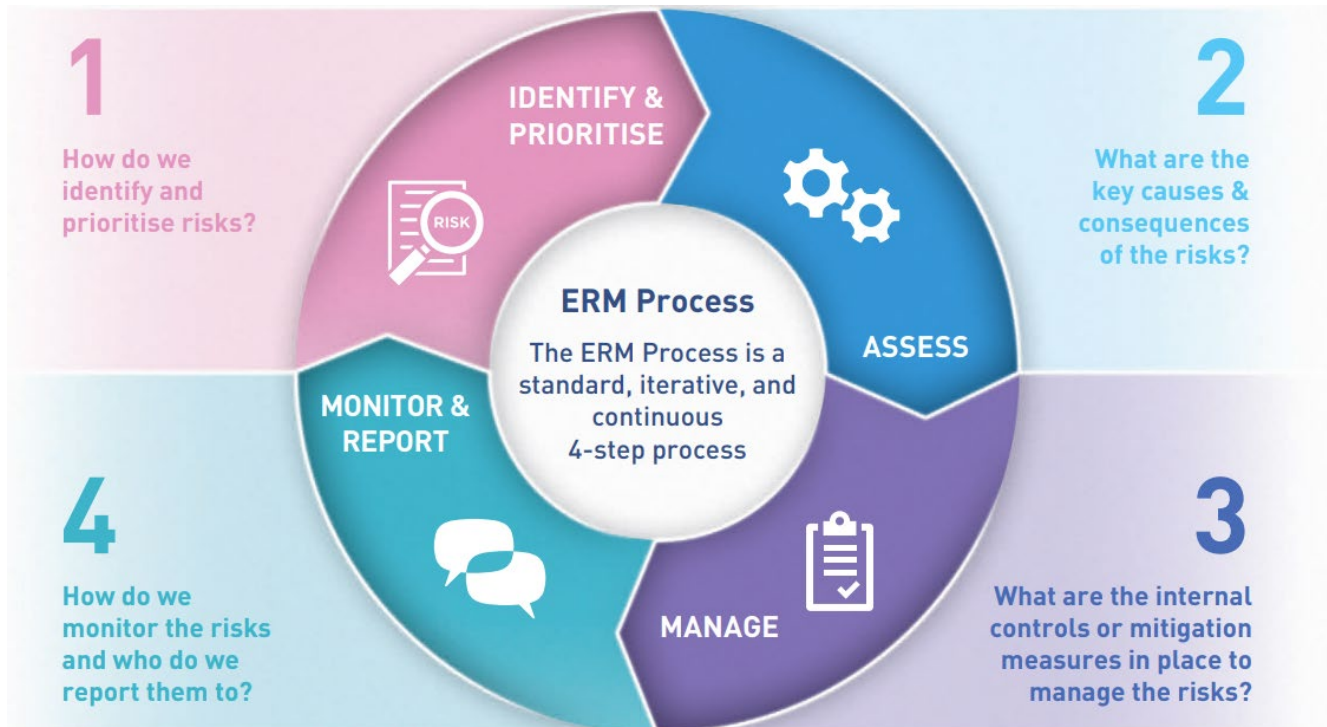 1
How do we
identify and
prioritise risks?
IDENTIFY &
PRIORITISE
RISK
2
What are the
key causes &
consequences
of the risks?
ASSESS
ERM Process
The ERM Process is a
standard, iterative, and
continuous
4-step process
3
What are the internal
controls or mitigation
measures in place to
manage the risks?
MANAGE
4
How do we
monitor the risks
and who do we
report them to?
MONITOR &
REPORT